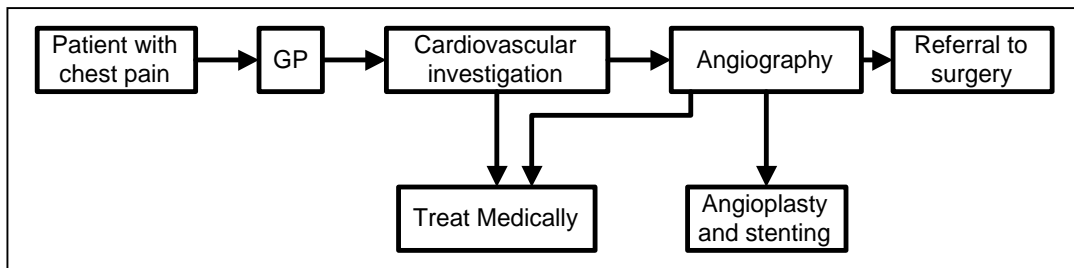 Patient with
chest pain
GP
Cardiovascular
investigation
Angiography
Referral to
surgery
Treat Medically
Angioplasty
and stenting